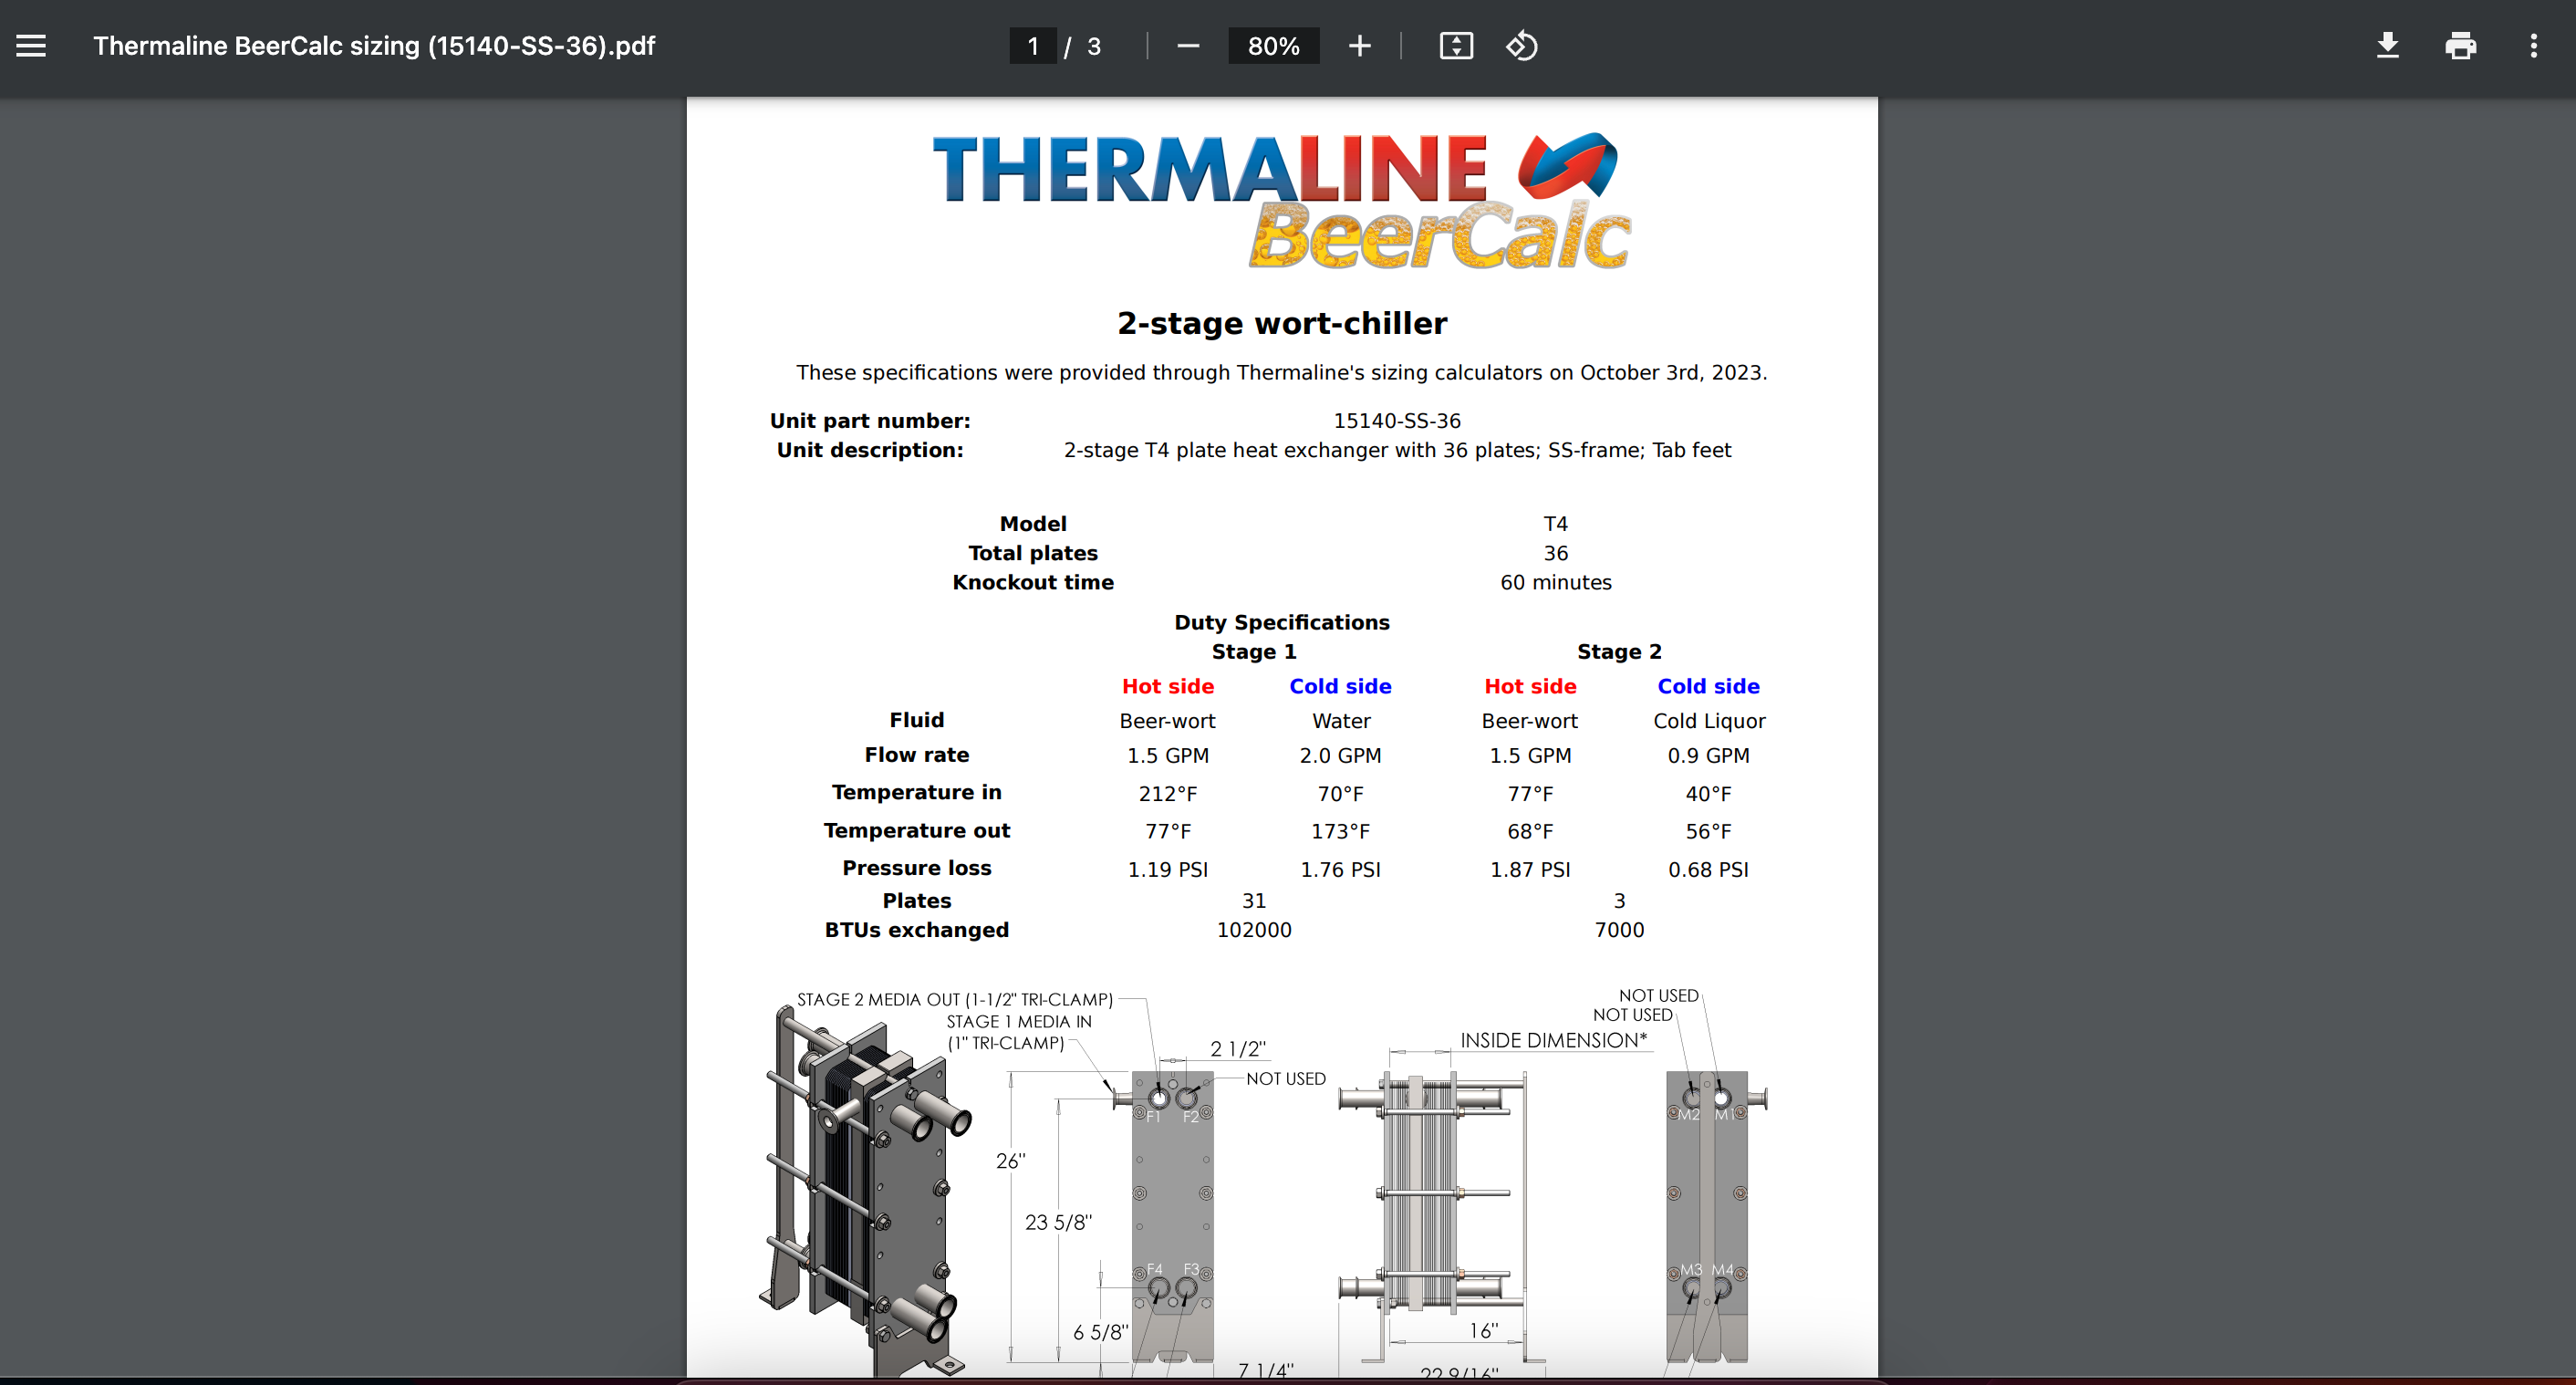 Thermaline BeerCalc sizing (15140-SS-36).pdf
1 / 3
80%
THERMALINE
BeerCalc
2-stage wort-chiller
These specifications were provided through Thermaline's sizing calculators on October 3rd, 2023.
Unit part number: 15140-SS-36
Unit description: 2-stage T4 plate heat exchanger with 36 plates; SS-frame; Tab feet
Model T4
Total plates 36
Knockout time 60 minutes
Duty Specifications
Stage 1 Stage 2
Hot side Cold side Hot side Cold side
Fluid Beer-wort Water Beer-wort Cold Liquor
Flow rate 1.5 GPM 2.0 GPM 1.5 GPM 0.9 GPM
Temperature in 212°F 70°F 77°F 40°F
Temperature out 77°F 173°F 68°F 56°F
Pressure loss 1.19 PSI 1.76 PSI 1.87 PSI 0.68 PSI
Plates 31 3
BTUs exchanged 102000 7000
STAGE 2 MEDIA OUT (1-1/2" TRI-CLAMP)
STAGE 1 MEDIA IN
(1" TRI-CLAMP)
2 1/2"
NOT USED
F1 F2
26"
23 5/8"
F4 F3
6 5/8"
7 1/4"
INSIDE DIMENSION*
16"
22 9/16"
NOT USED
NOT USED
M2 M1
M3 M4